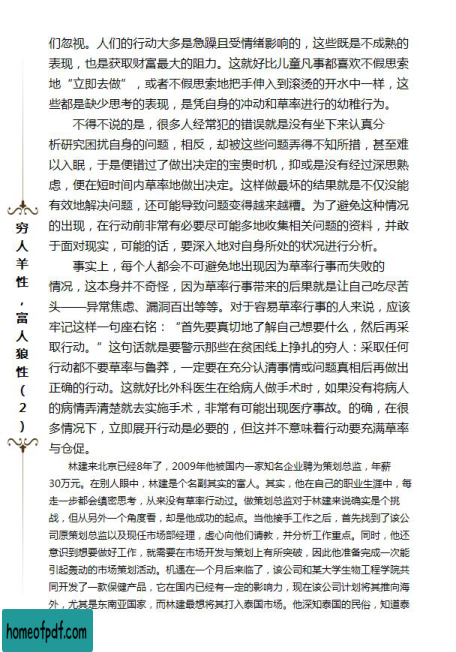 们忽视。人们的行动大多是急躁且受情绪影响的，这些既是不成熟的
表现，也是获取财富最大的阻力。这就好比儿童凡事都喜欢不假思索
地“立即去做”，或者不假思索地把手伸入到滚烫的开水中一样，这
些都是缺少思考的表现，是凭自身的冲动和草率进行的幼稚行为。
不得不说的是，很多人经常犯的错误就是没有坐下来认真分
析研究困扰自身的问题，相反，却被这些问题弄得不知所措，甚至难
以入眠，于是便错过了做出决定的宝贵时机，抑或是没有经过深思熟
虑，便在短时间内草率地做出决定。这样做最坏的结果就是不仅没能
有效地解决问题，还可能导致问题变得越来越糟。为了避免这种情况
的出现，在行动前非常有必要尽可能多地收集相关问题的资料，并敢
于面对现实，可能的话，要深入地对自身所处的状况进行分析。
事实上，每个人都会不可避免地出现因为草率行事而失败的
情况，这本身并不奇怪，因为草率行事带来的后果就是让自己吃尽苦
头——异常焦虑、漏洞百出等等。对于容易草率行事的人来说，应该
牢记这样一句座右铭：“首先要真切地了解自己想要什么，然后再采
取行动。”这句话就是要警示那些在贫困线上挣扎的穷人：采取任何
行动都不要草率与鲁莽，一定要在充分认清事情或问题真相后再做出
正确的行动。这就好比外科医生在给病人做手术时，如果没有将病人
的病情弄清楚就去实施手术，非常有可能出现医疗事故。的确，在很
多情况下，立即展开行动是必要的，但这并不意味着行动要充满草率
与仓促。
林建来北京已经8年了，2009年他被国内一家知名企业聘为策划总监，年薪
30万元。在别人眼中，林建是个名副其实的富人。其实，他在自己的职业生涯中，每
走一步都会缜密思考，从来没有草率行动过。做策划总监对于林建来说确实是个挑
战，但从另外一个角度看，却是他成功的起点。当他接手工作之后，首先找到了该公
司原策划总监以及现任市场部经理，虚心向他们请教，并分析工作重点。同时，他还
意识到想要做好工作，就需要在市场开发与策划上有所突破，因此他准备完成一次能
引起轰动的市场策划活动。机遇在一个月后来临了，该公司和某大学生物工程学院共
同开发了一款保健产品，它在国内已经有一定的影响力，现在该公司计划将其推向海
外，尤其是东南亚国家，而林建最想将其打入泰国市场。他深知泰国的民俗，知道泰
穷人羊性，富人狼性（2）
homeofpdf.com